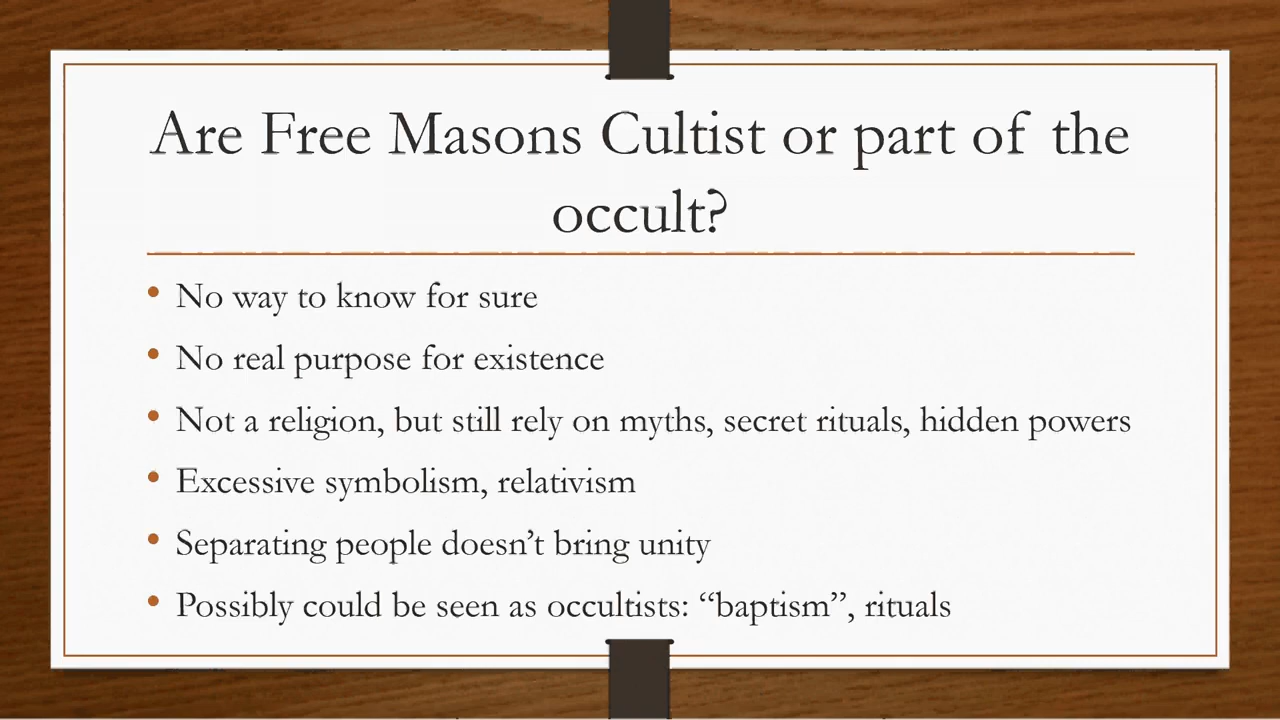 Are Free Masons Cultist or part of the
occult?
• No way to know for sure
• No real purpose for existence
• Not a religion, but still rely on myths, secret rituals, hidden powers
• Excessive symbolism, relativism
• Separating people doesn’t bring unity
• Possibly could be seen as occultists: “baptism”, rituals